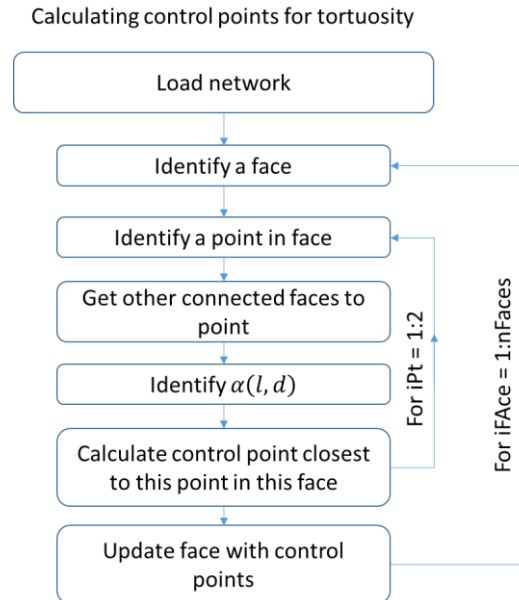 Calculating control points for tortuosity
Load network
Identify a face
Identify a point in face
Get other connected faces to
point
Identify α(l, d)
Calculate control point closest
to this point in this face
Update face with control
points
For iPt = 1:2
For iFAce = 1:nFaces